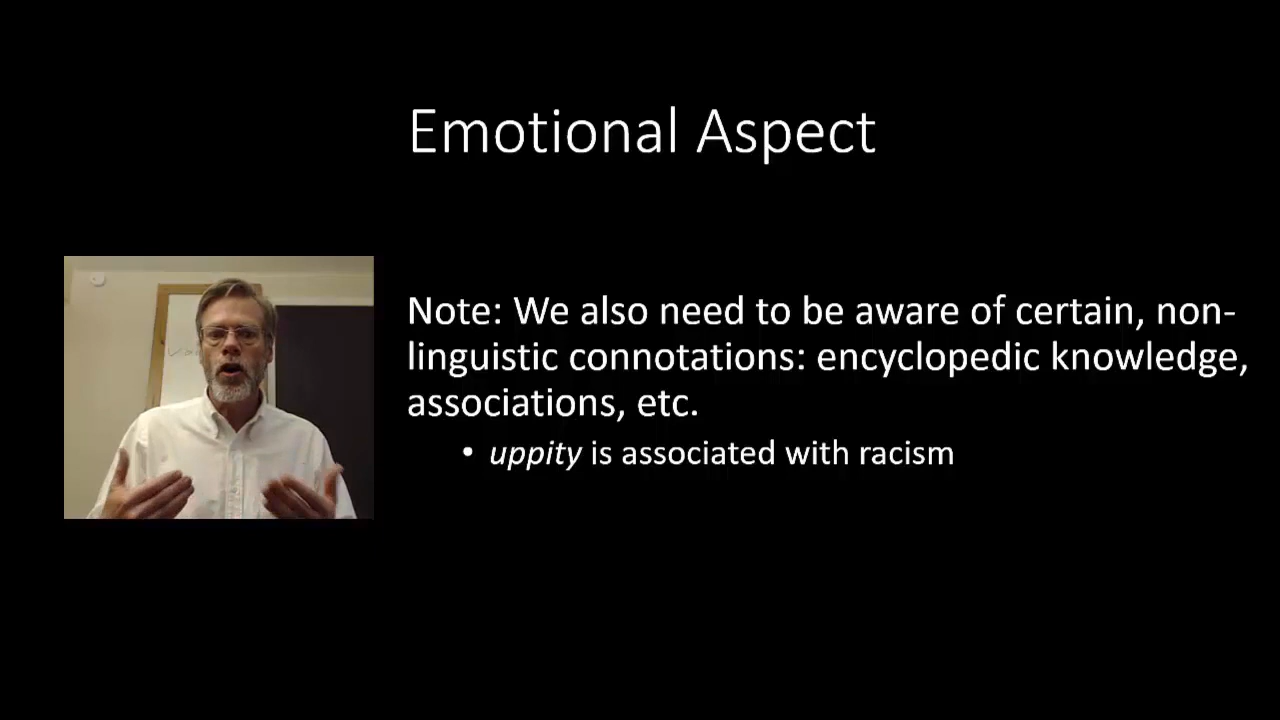 Emotional Aspect
Note: We also need to be aware of certain, non-
linguistic connotations: encyclopedic knowledge,
associations, etc.
• uppity is associated with racism